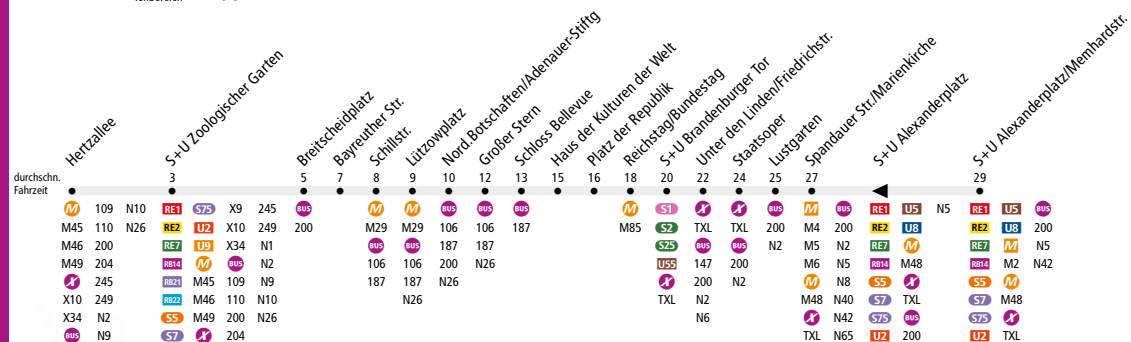 Hertzallee
S+U Zoologischer Garten
Breitscheidplatz
Bayreuther Str.
Schillstr.
Lützowplatz
Nord.Botschaften/Adenauer-Stiftg
Großer Stern
Schloss Bellevue
Haus der Kulturen der Welt
Platz der Republik
Reichstag/Bundestag
S+U Brandenburger Tor
Unter den Linden/Friedrichstr.
Staatsoper
Lustgarten
Spandauer Str./Marienkirche
S+U Alexanderplatz
S+U Alexanderplatz/Memhardstr.
durchschn. 3 5 7 8 9 10 12 13 15 16 18 20 22 24 25 27 29
Fahrzeit
M 109 N10 RE1 S75 X9 245 BUS M M BUS BUS BUS M S1 X X BUS M BUS RE1 U5 N5 RE1 U5 BUS
M45 110 N26 RE2 U2 X10 249 200 M29 M29 106 106 187 M85 S2 TXL TXL 200 M4 200 RE2 U8 RE2 U8 200
M46 200 RE7 U9 X34 N1 BUS BUS 187 187 S25 BUS BUS N2 M5 N2 RE7 M RE7 M N5
M49 204 RB14 M BUS N2 106 106 200 N26 U55 147 200 M6 N5 RB14 M48 RB14 M2 N42
X 245 RB21 M45 109 N9 187 187 N26 X 200 N2 M N8 S5 X S5 M
X10 249 RB22 M46 110 N10 N26 TXL N2 M48 N40 S7 TXL S7 M48
X34 N2 S5 M49 200 N26 N6 X N42 S75 BUS S75 X
BUS N9 S7 X 204 TXL N65 U2 200 U2 TXL